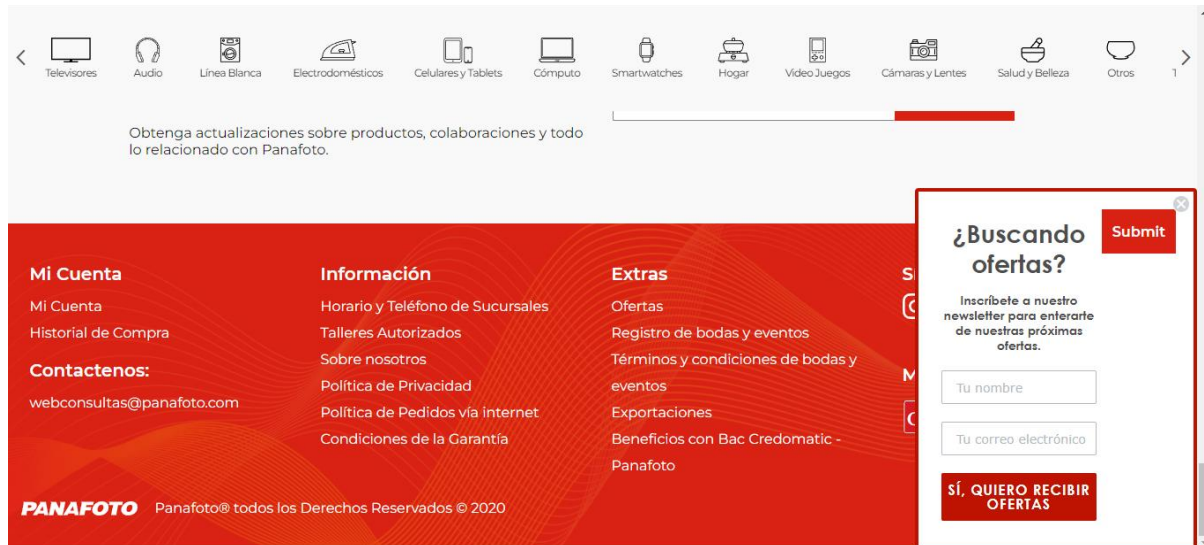 Televisores
Audio
Línea Blanca
Electrodomésticos
Celulares y Tablets
Cómputo
Smartwatches
Hogar
Video Juegos
Cámaras y Lentes
Salud y Belleza
Otros
Obtenga actualizaciones sobre productos, colaboraciones y todo
lo relacionado con Panafoto.
Mi Cuenta
Mi Cuenta
Historial de Compra
Contactenos:
webconsultas@panafoto.com
Información
Horario y Teléfono de Sucursales
Talleres Autorizados
Sobre nosotros
Política de Privacidad
Política de Pedidos vía internet
Condiciones de la Garantía
Extras
Ofertas
Registro de bodas y eventos
Términos y condiciones de bodas y
eventos
Exportaciones
Beneficios con Bac Credomatic -
Panafoto
¿Buscando
ofertas?
Submit
Inscríbete a nuestro
newsletter para enterarte
de nuestras próximas
ofertas.
Tu nombre
Tu correo electrónico
SÍ, QUIERO RECIBIR
OFERTAS
PANAFOTO Panafoto® todos los Derechos Reservados © 2020